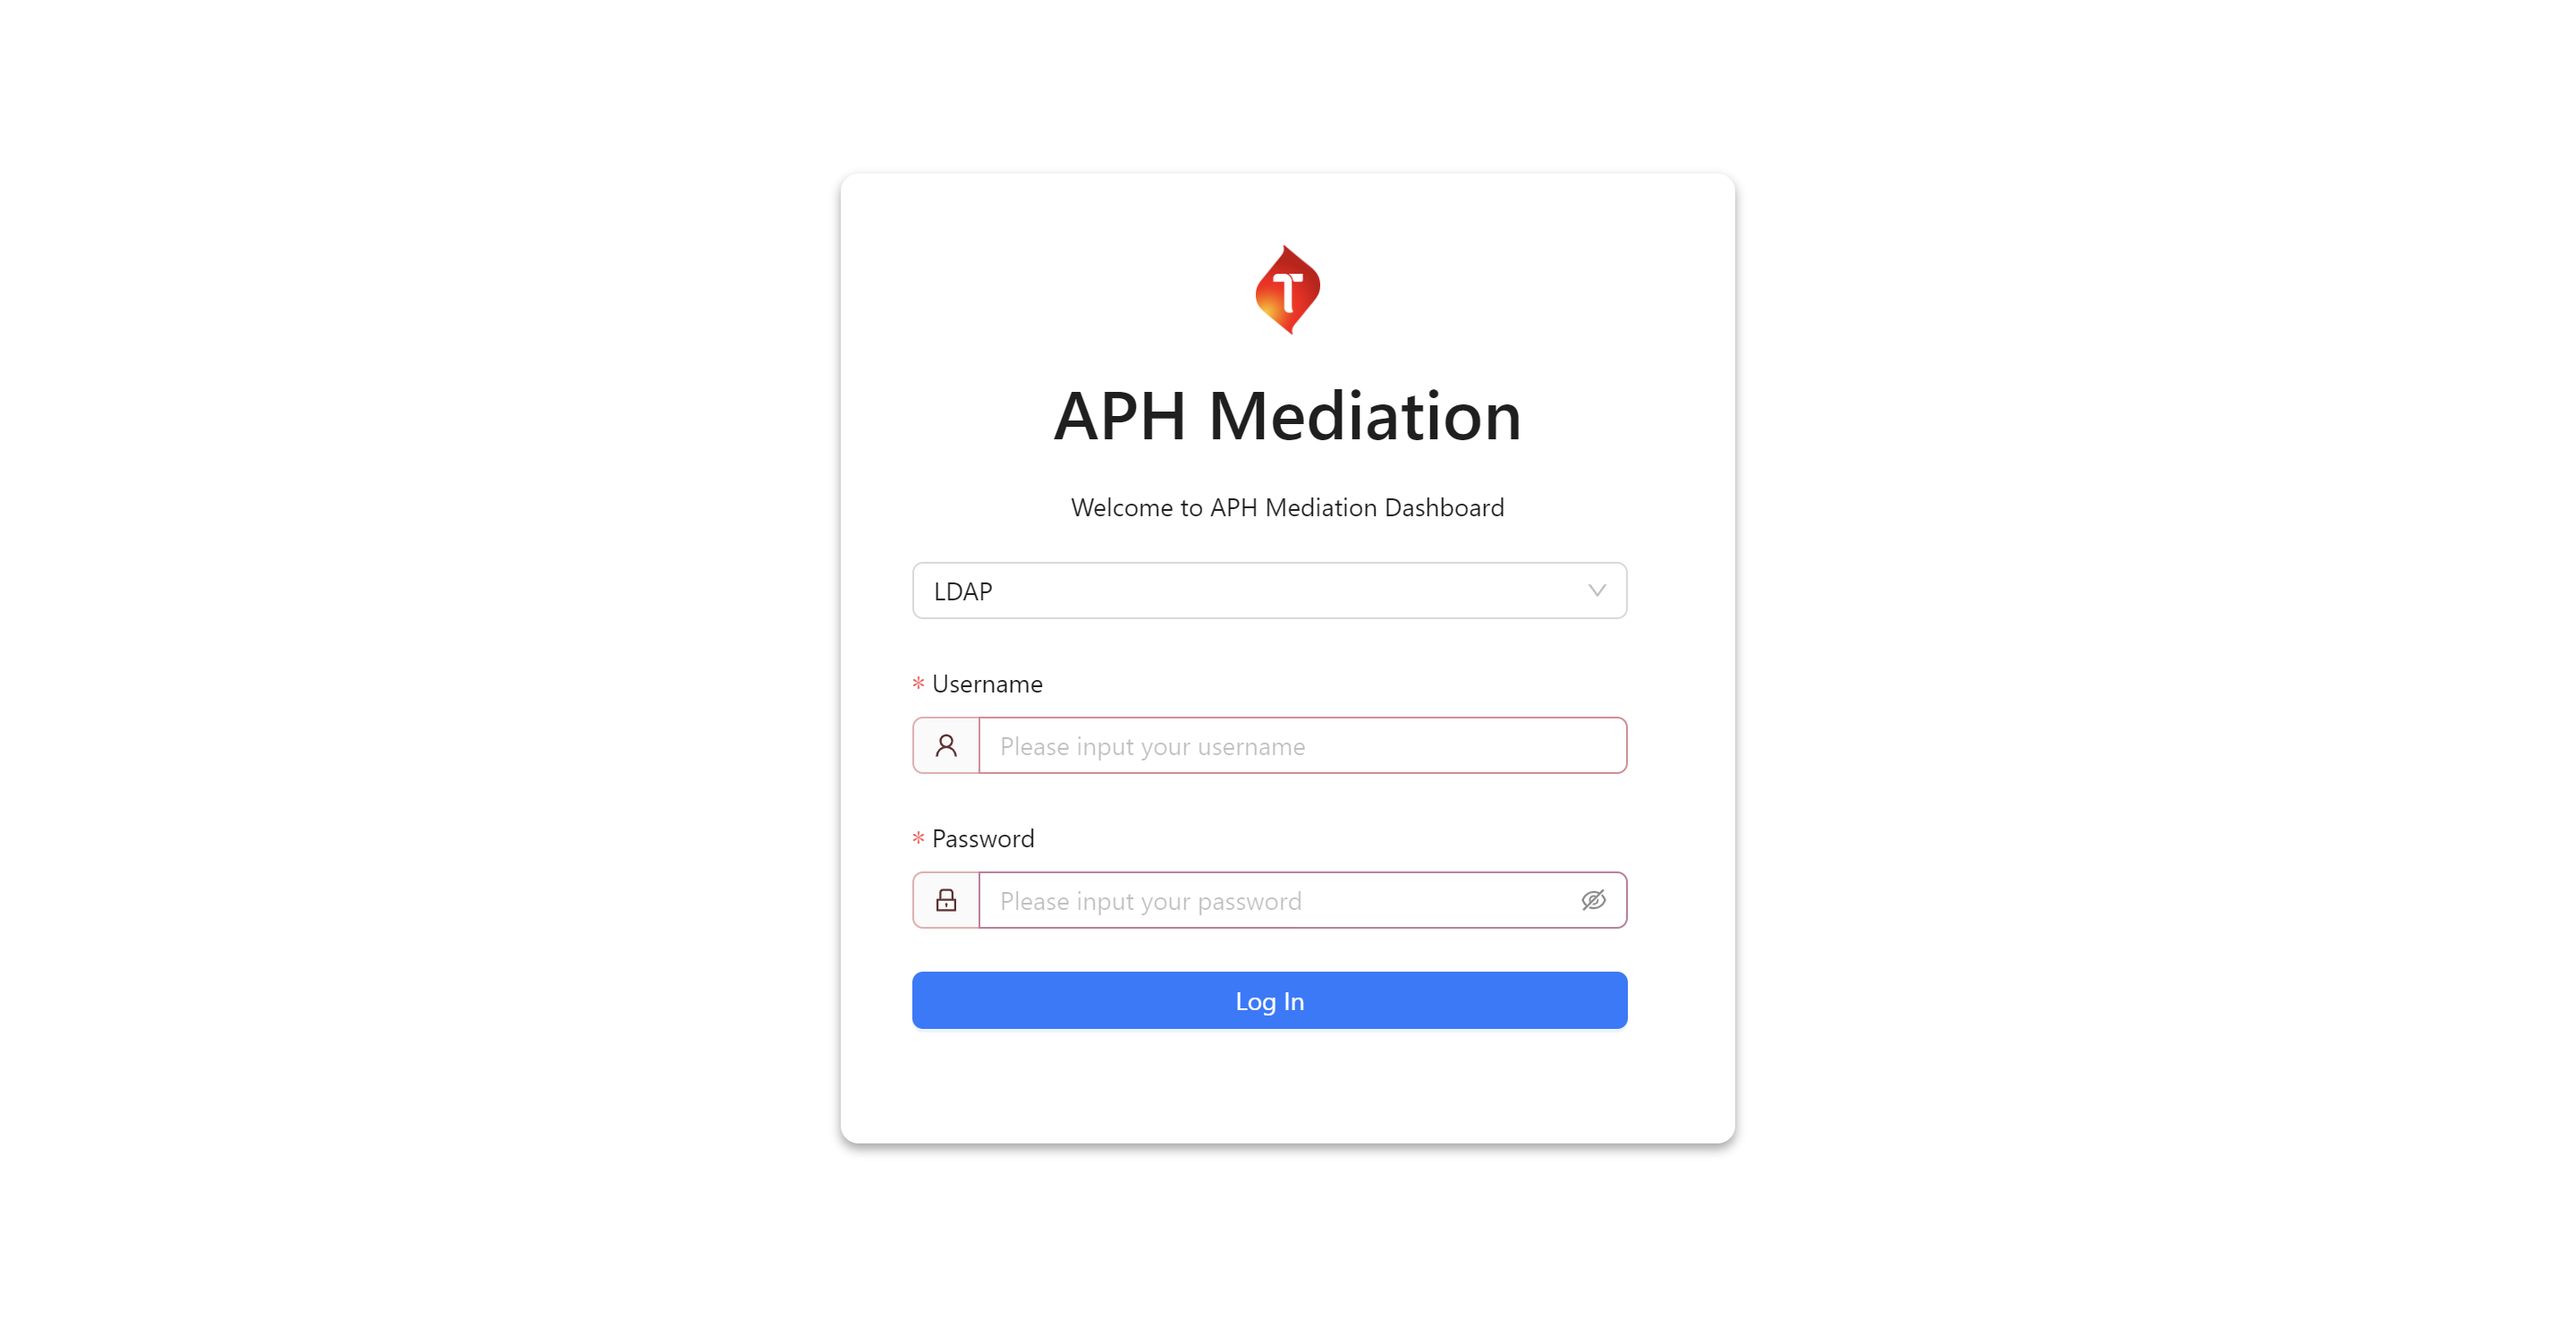 T
APH Mediation
Welcome to APH Mediation Dashboard
LDAP
* Username
Please input your username
* Password
Please input your password
Log In